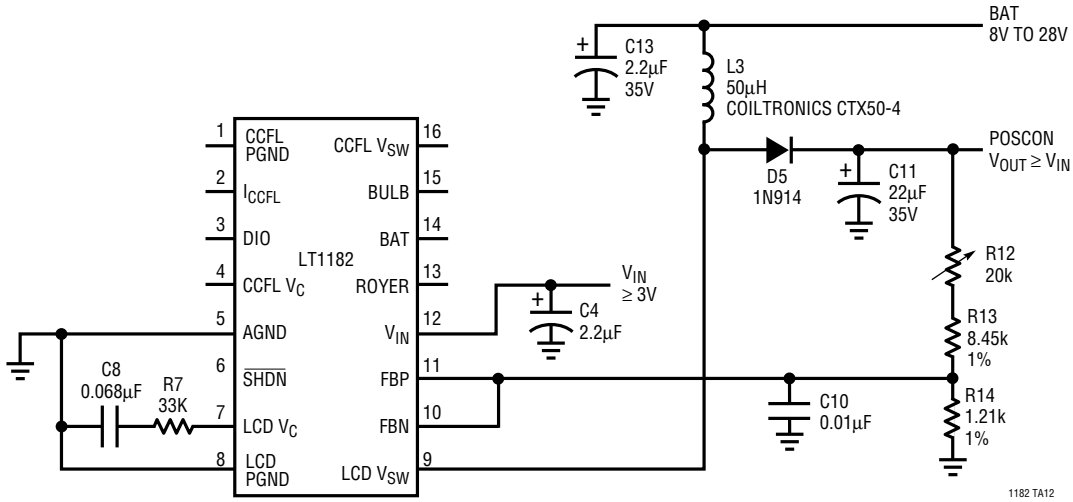 BAT
8V TO 28V
+
C13
2.2µF
35V
L3
50µH
COILTRONICS CTX50-4
POSCON
V_OUT ≥ V_IN
D5
1N914
+
C11
22µF
35V
R12
20k
R13
8.45k
1%
R14
1.21k
1%
C10
0.01µF
V_IN
≥ 3V
+
C4
2.2µF
LT1182
1
CCFL
PGND
2
I_CCFL
3
DIO
4
CCFL V_C
5
AGND
6
SHDN
7
LCD V_C
8
LCD
PGND
16
CCFL V_SW
15
BULB
14
BAT
13
ROYER
12
V_IN
11
FBP
10
FBN
9
LCD V_SW
C8
0.068µF
R7
33K
1182 TA12